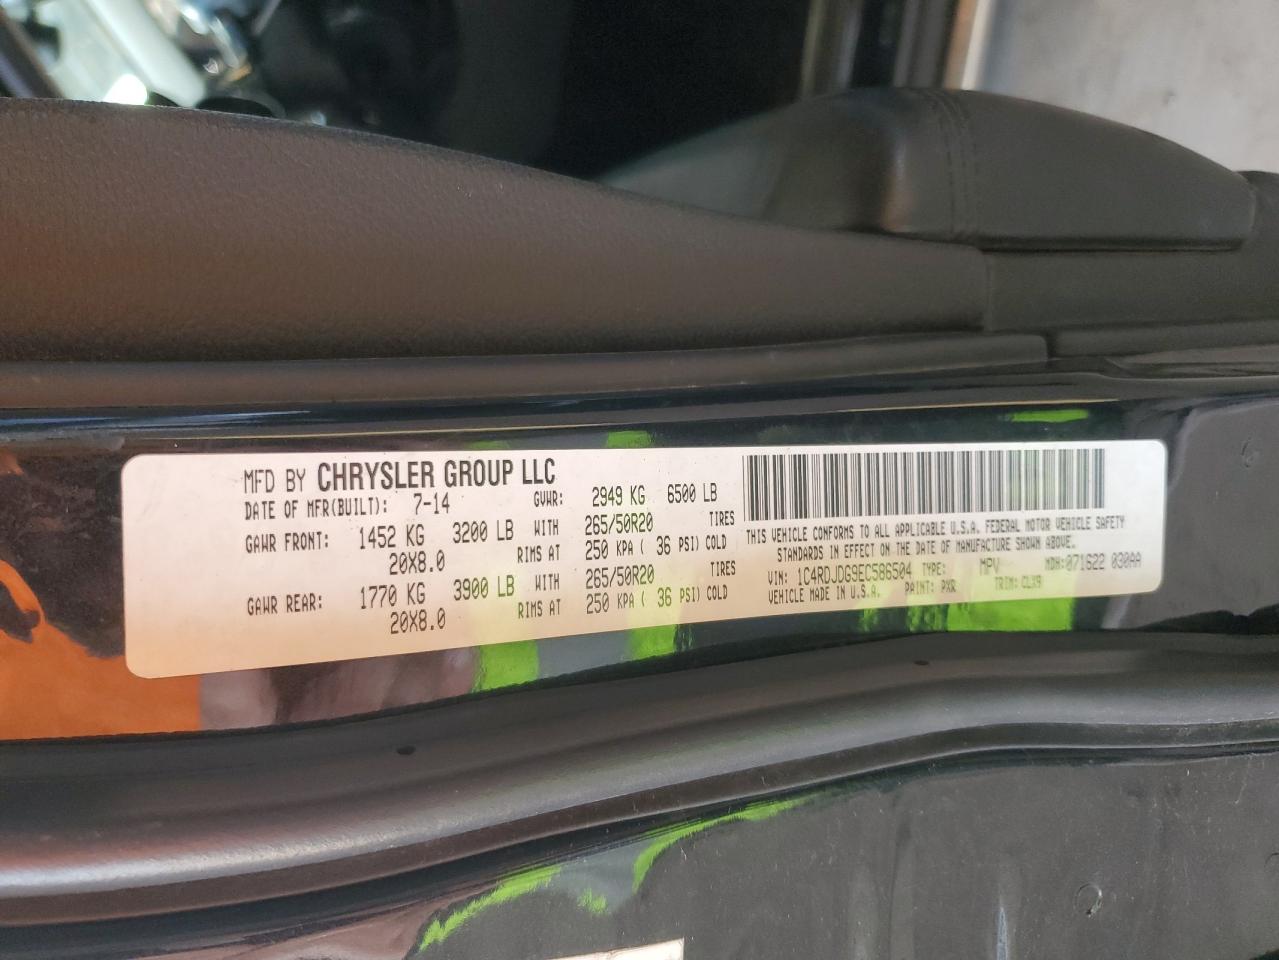 MFD BY CHRYSLER GROUP LLC
DATE OF MFR(BUILT): 7-14 GVWR: 2949 KG 6500 LB
GAWR FRONT: 1452 KG 3200 LB WITH 265/50R20 TIRES
20X8.0 RIMS AT 250 KPA ( 36 PSI) COLD
GAWR REAR: 1770 KG 3900 LB WITH 265/50R20 TIRES
20X8.0 RIMS AT 250 KPA ( 36 PSI) COLD
THIS VEHICLE CONFORMS TO ALL APPLICABLE U.S.A. FEDERAL MOTOR VEHICLE SAFETY
STANDARDS IN EFFECT ON THE DATE OF MANUFACTURE SHOWN ABOVE.
VIN: 1C4RDJDG9EC586504 TYPE: MPV MDH: 071622 030AA
VEHICLE MADE IN U.S.A. PAINT: PXR TRIM: CLX9